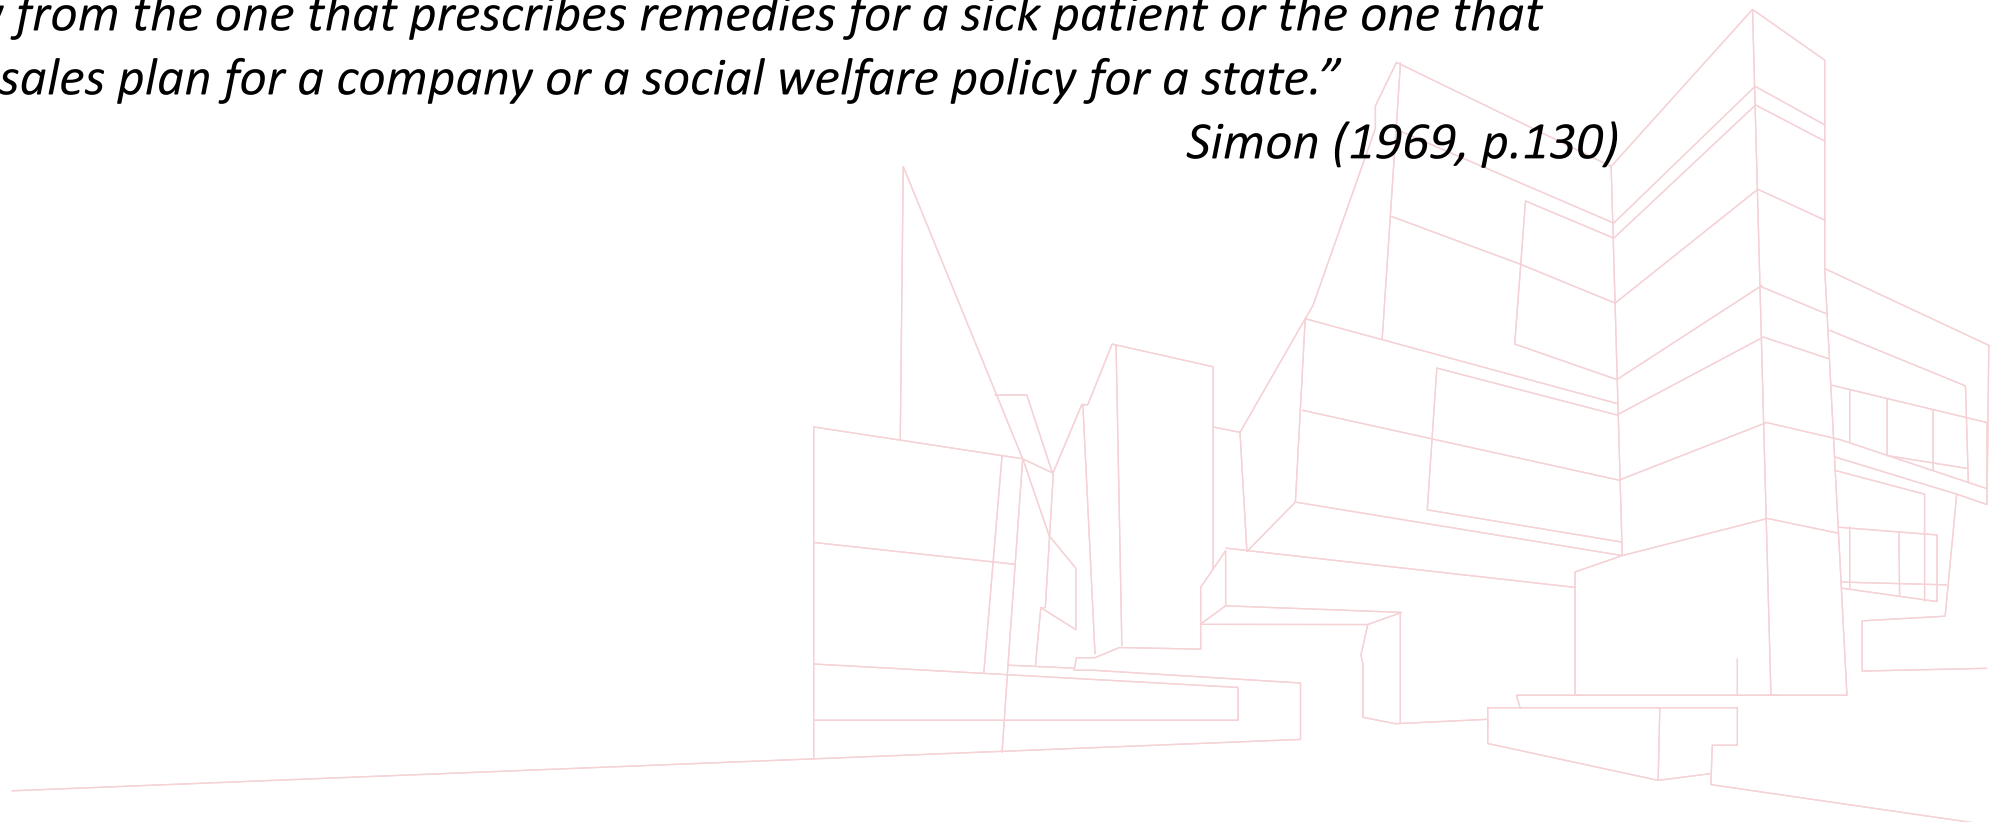 from the one that prescribes remedies for a sick patient or the one that
sales plan for a company or a social welfare policy for a state.”
Simon (1969, p.130)